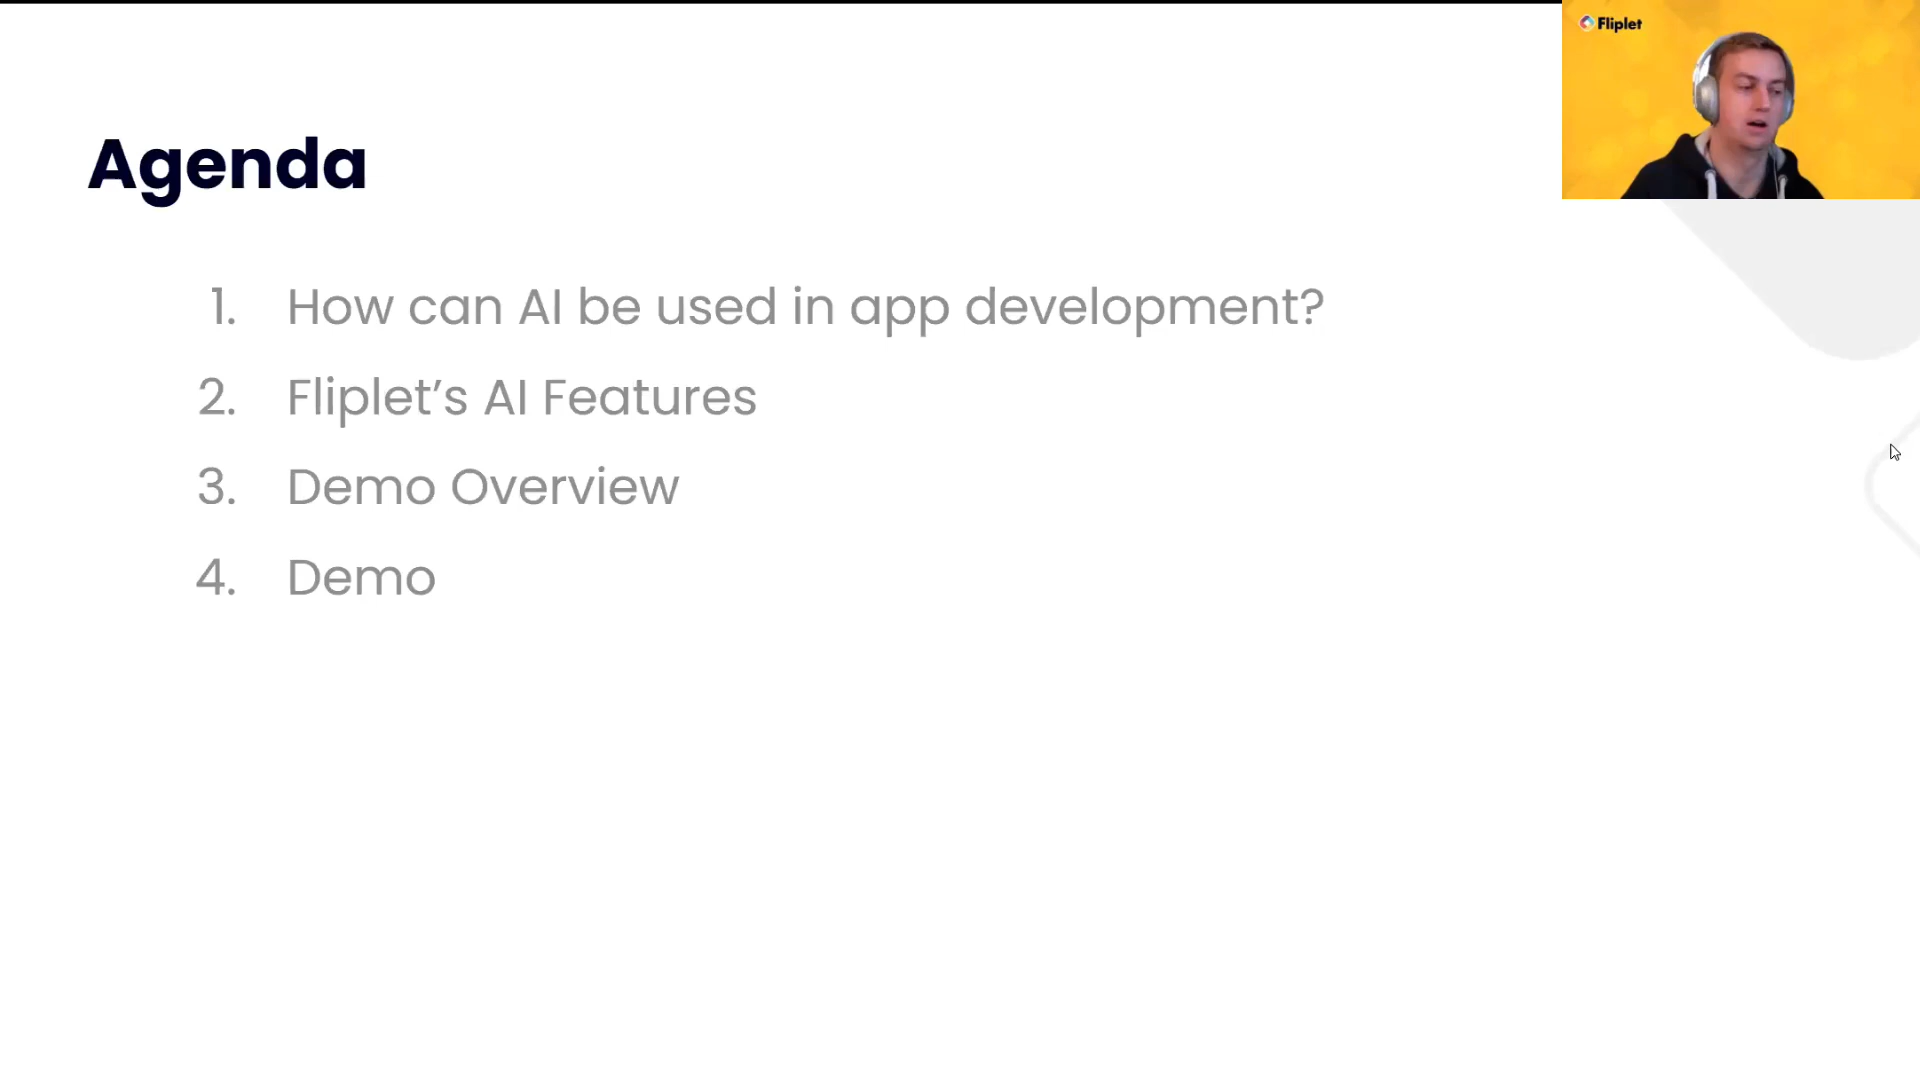 Fliplet
Agenda
1. How can AI be used in app development?
2. Fliplet’s AI Features
3. Demo Overview
4. Demo